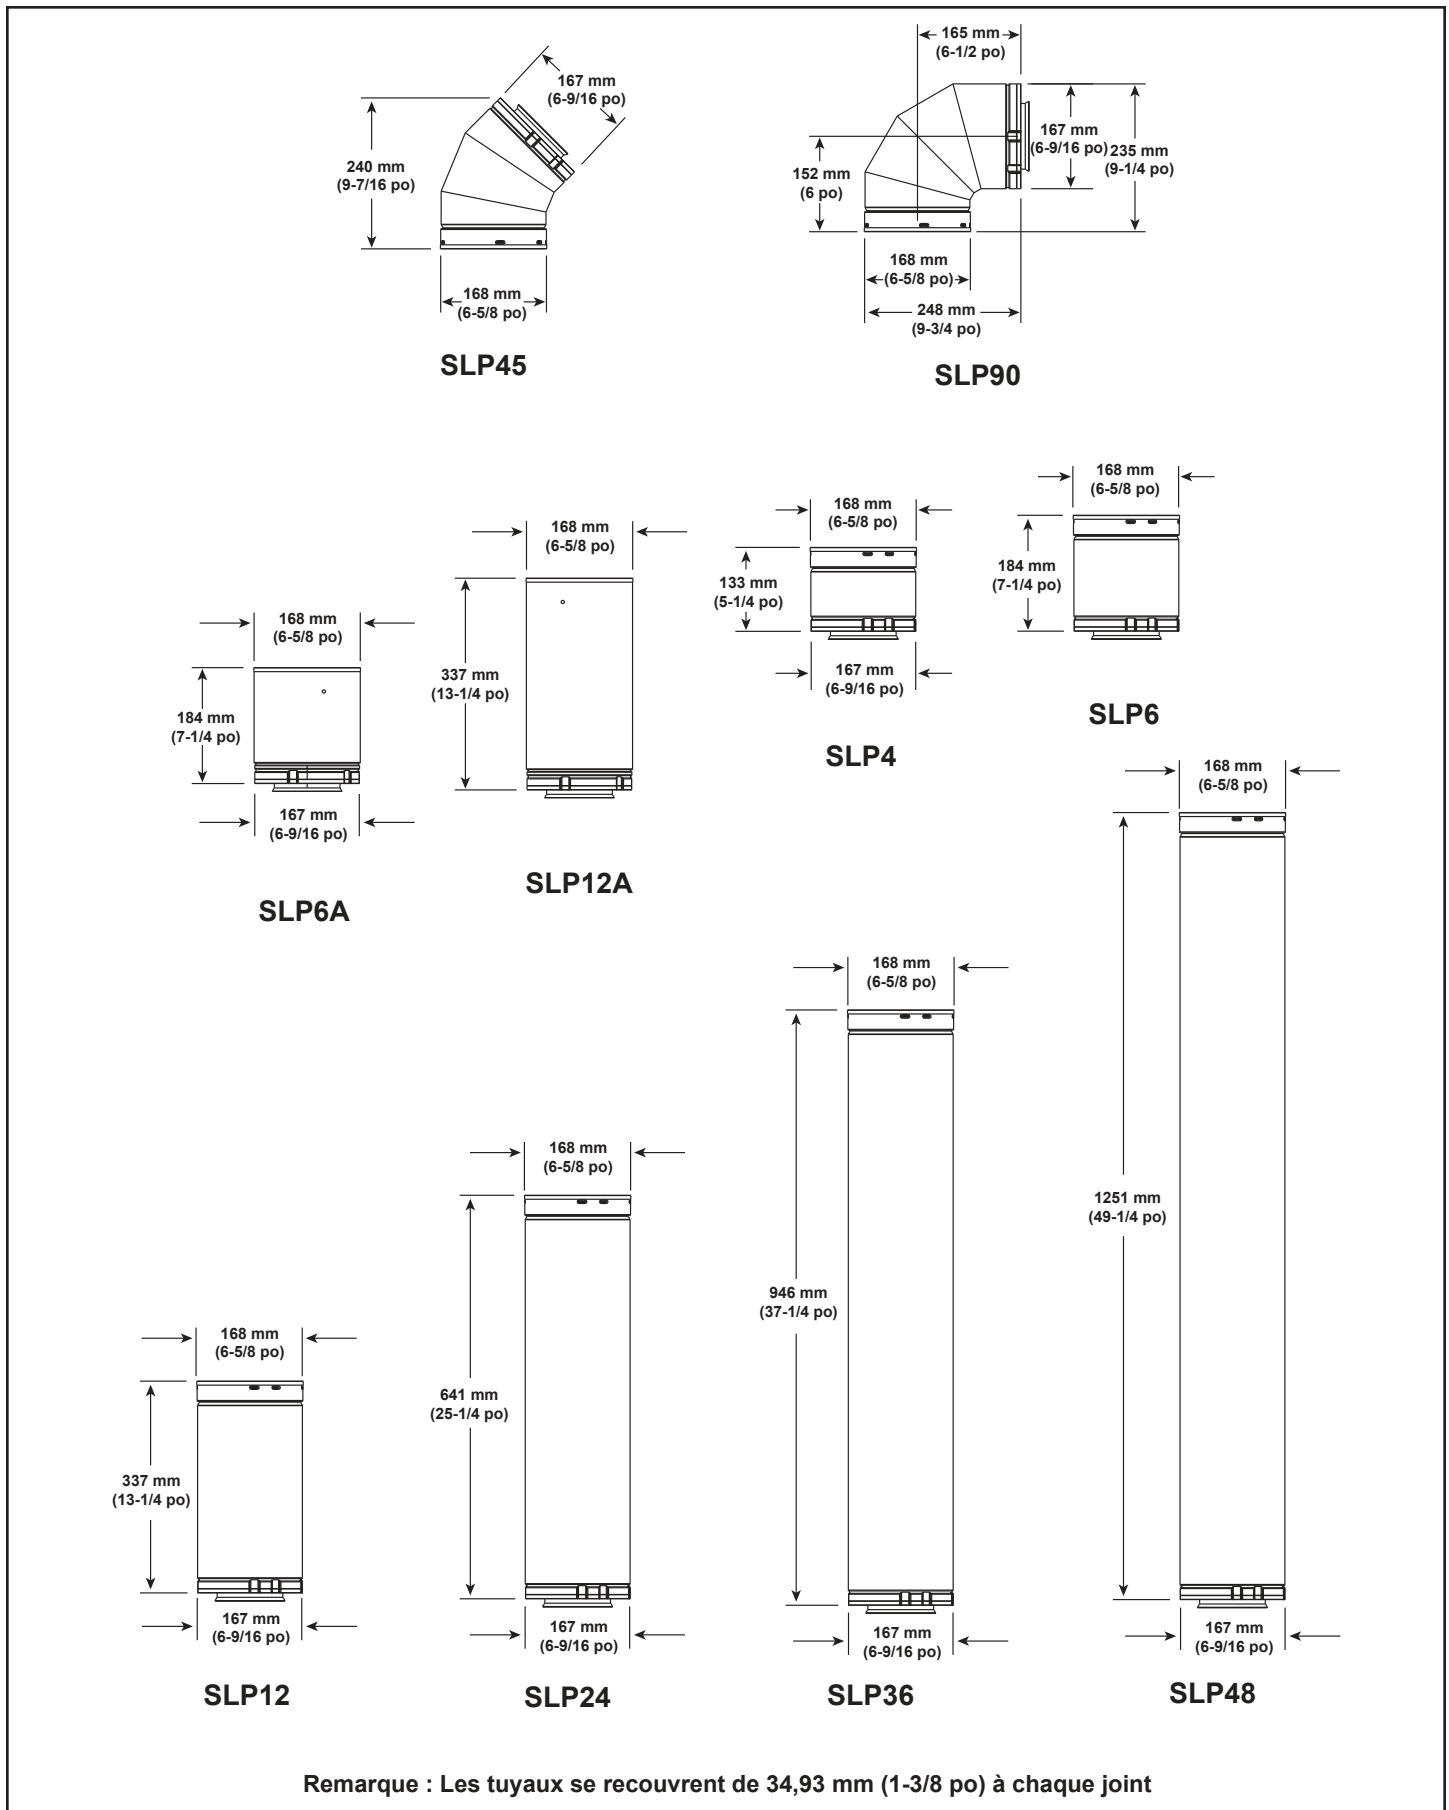 165 mm
(6-1/2 po)
167 mm
(6-9/16 po)
240 mm
(9-7/16 po)
168 mm
(6-5/8 po)
SLP45
167 mm
(6-9/16 po)
235 mm
(9-1/4 po)
152 mm
(6 po)
168 mm
(6-5/8 po)
248 mm
(9-3/4 po)
SLP90
168 mm
(6-5/8 po)
184 mm
(7-1/4 po)
167 mm
(6-9/16 po)
SLP6A
168 mm
(6-5/8 po)
337 mm
(13-1/4 po)
SLP12A
168 mm
(6-5/8 po)
133 mm
(5-1/4 po)
167 mm
(6-9/16 po)
SLP4
168 mm
(6-5/8 po)
184 mm
(7-1/4 po)
SLP6
168 mm
(6-5/8 po)
337 mm
(13-1/4 po)
167 mm
(6-9/16 po)
SLP12
168 mm
(6-5/8 po)
641 mm
(25-1/4 po)
167 mm
(6-9/16 po)
SLP24
168 mm
(6-5/8 po)
946 mm
(37-1/4 po)
167 mm
(6-9/16 po)
SLP36
168 mm
(6-5/8 po)
1251 mm
(49-1/4 po)
167 mm
(6-9/16 po)
SLP48
Remarque : Les tuyaux se recouvrent de 34,93 mm (1-3/8 po) à chaque joint